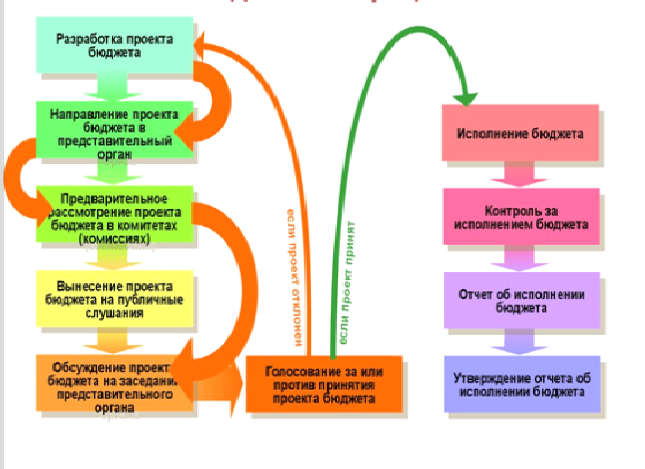 Разработка проекта
бюджета
Направление проекта
бюджета в
представительный
орган
Предварительное
рассмотрение проекта
бюджета в комитетах
(комиссиях)
Вынесение проекта
бюджета на публичные
слушания
Обсуждение проект
бюджета на заседани
представительного
органа
Голосование за или
против принятия
проекта бюджета
если проект отклонен
если проект принят
Исполнение бюджета
Контроль за
исполнением бюджета
Отчет об исполнении
бюджета
Утверждение отчета об
исполнении бюджета